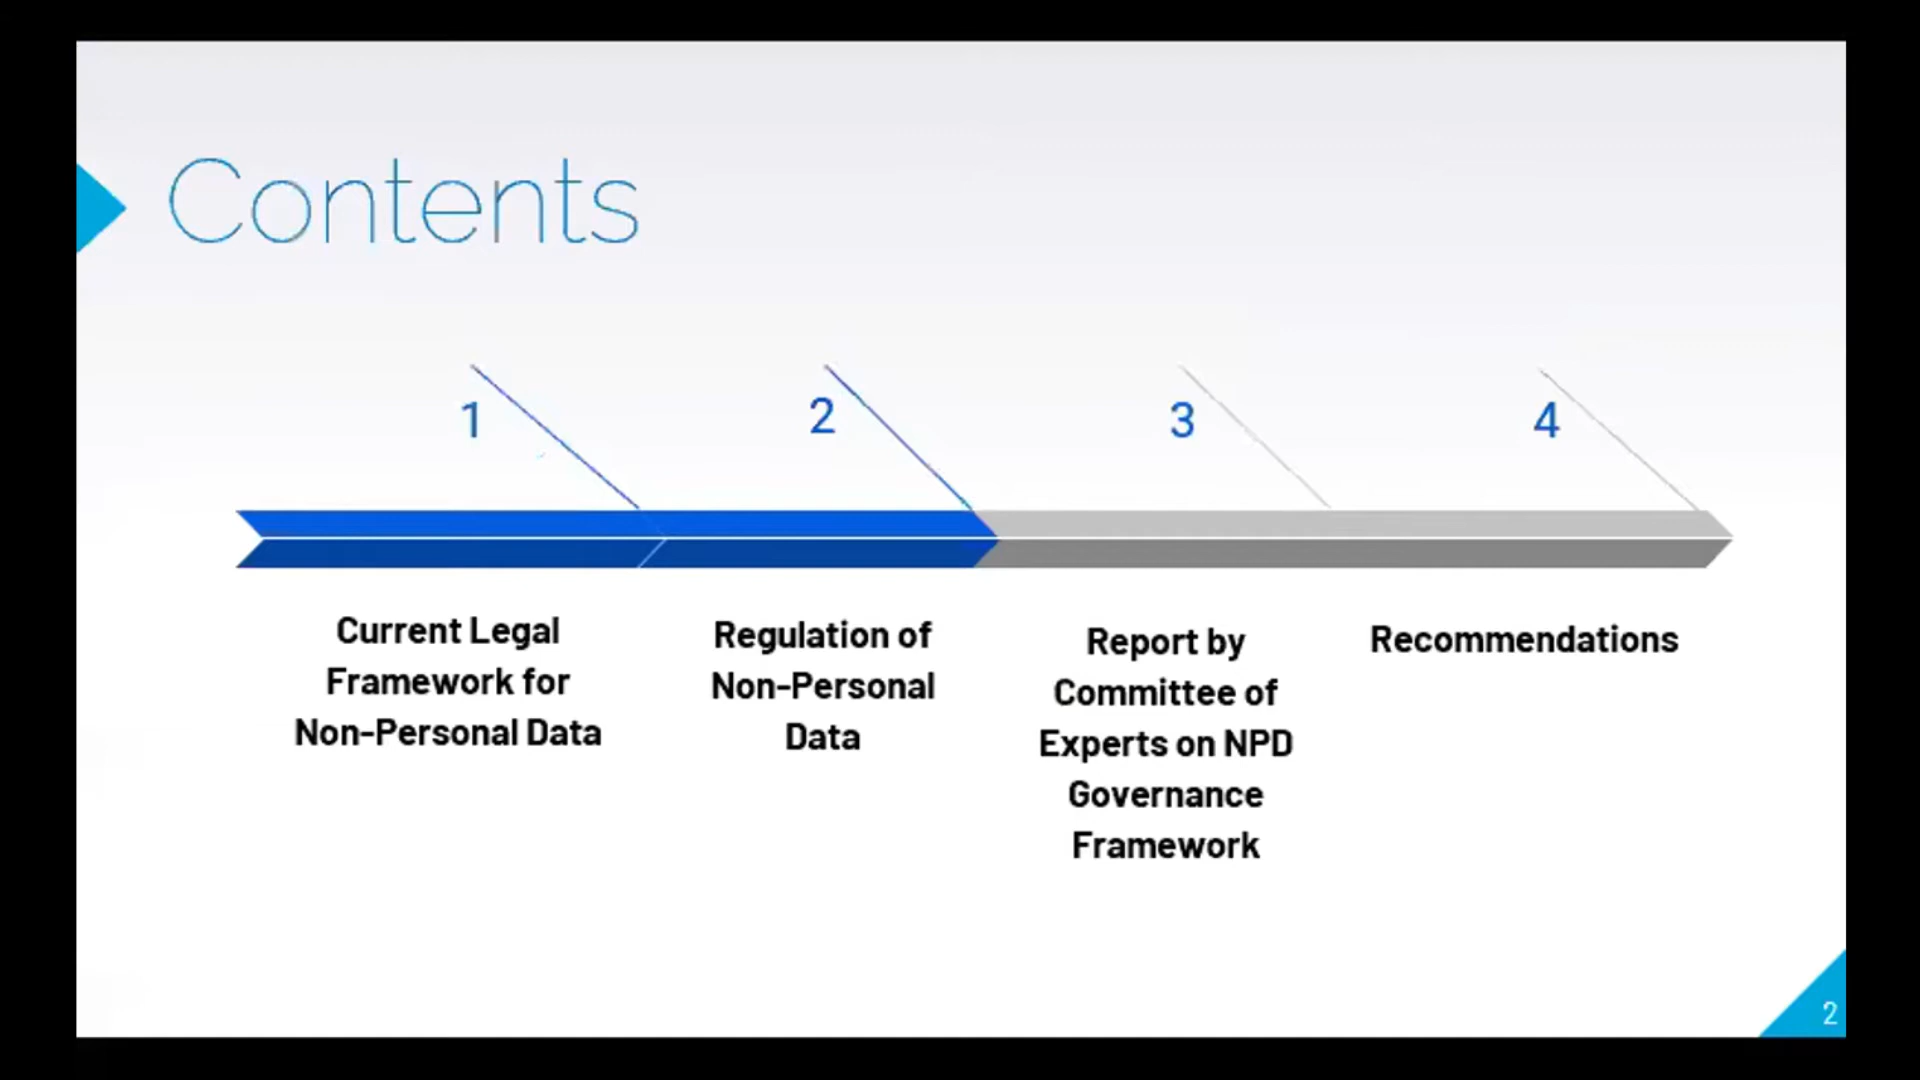 Contents
1
2
3
4
Current Legal
Framework for
Non-Personal Data
Regulation of
Non-Personal
Data
Report by
Committee of
Experts on NPD
Governance
Framework
Recommendations
2